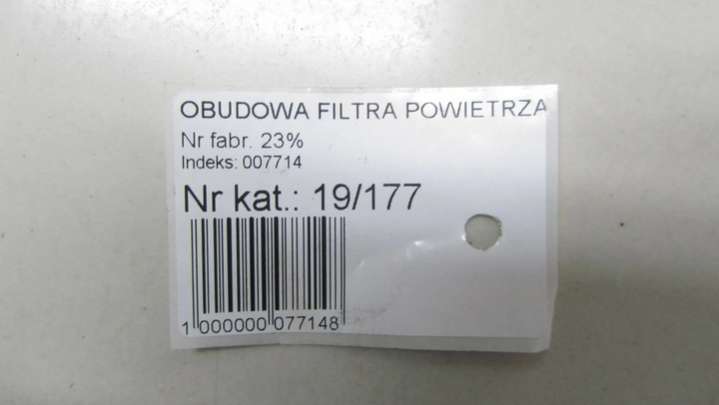 OBUDOWA FILTRA POWIETRZA
Nr fabr. 23%
Indeks: 007714
Nr kat.: 19/177
1 000000 077148